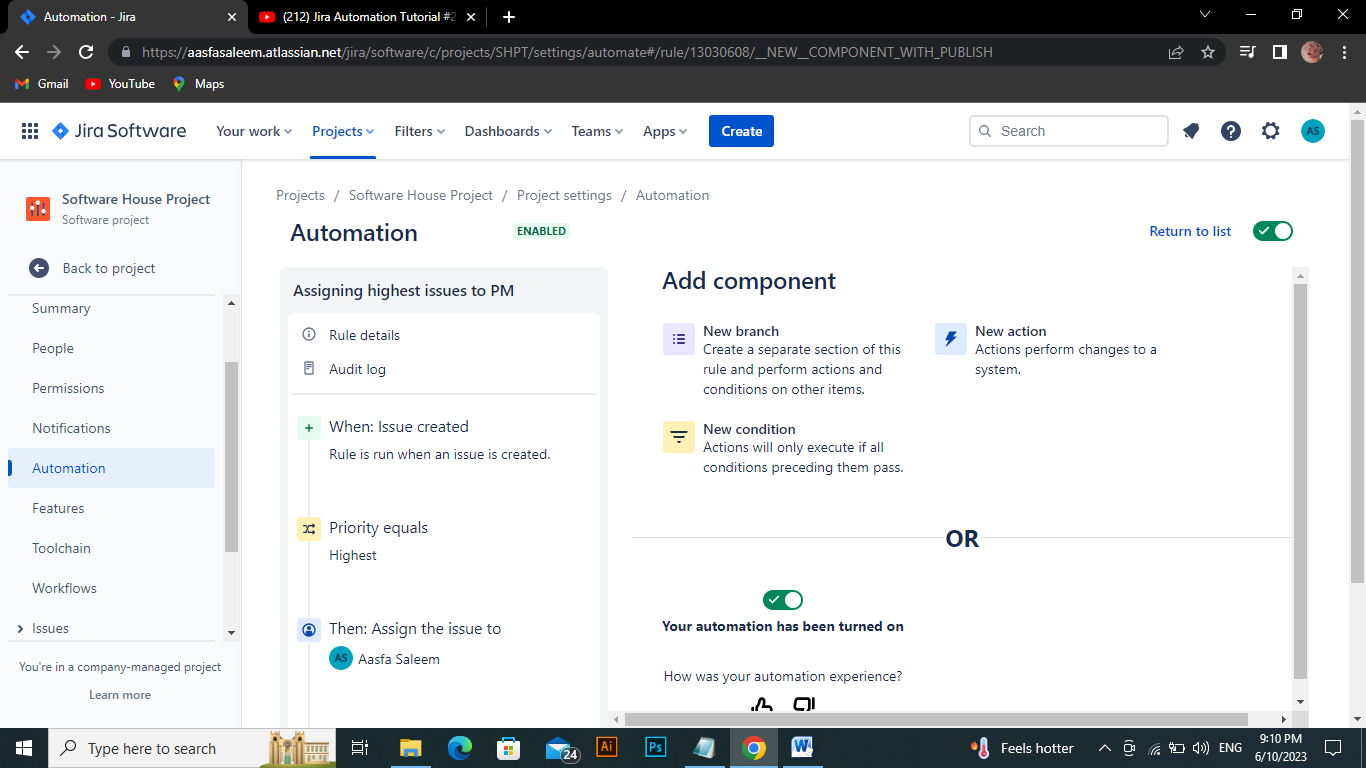 Automation - Jira
(212) Jira Automation Tutorial #2
https://aasfasaleem.atlassian.net/jira/software/c/projects/SHPT/settings/automate#/rule/13030608/__NEW__COMPONENT_WITH_PUBLISH
Gmail
YouTube
Maps
Jira Software
Your work
Projects
Filters
Dashboards
Teams
Apps
Create
Search
AS
Software House Project
Software project
Back to project
Summary
People
Permissions
Notifications
Automation
Features
Toolchain
Workflows
Issues
You're in a company-managed project
Learn more
Projects / Software House Project / Project settings / Automation
Automation
ENABLED
Return to list
Assigning highest issues to PM
Rule details
Audit log
When: Issue created
Rule is run when an issue is created.
Priority equals
Highest
Then: Assign the issue to
AS Aasfa Saleem
Add component
New branch
Create a separate section of this
rule and perform actions and
conditions on other items.
New action
Actions perform changes to a
system.
New condition
Actions will only execute if all
conditions preceding them pass.
OR
Your automation has been turned on
How was your automation experience?
Type here to search
24
Ai
Ps
W
Feels hotter
ENG
9:10 PM
6/10/2023